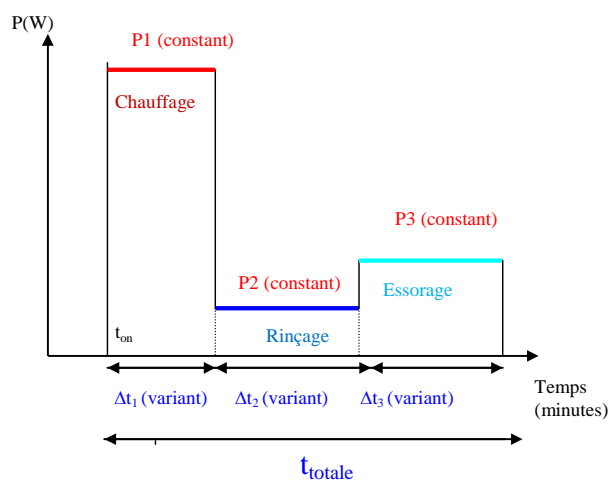 P(W)
P1 (constant)
Chauffage
P3 (constant)
P2 (constant)
Essorage
t_on
Rinçage
Δt₁ (variant)
Δt₂ (variant)
Δt₃ (variant)
Temps
(minutes)
t_totale